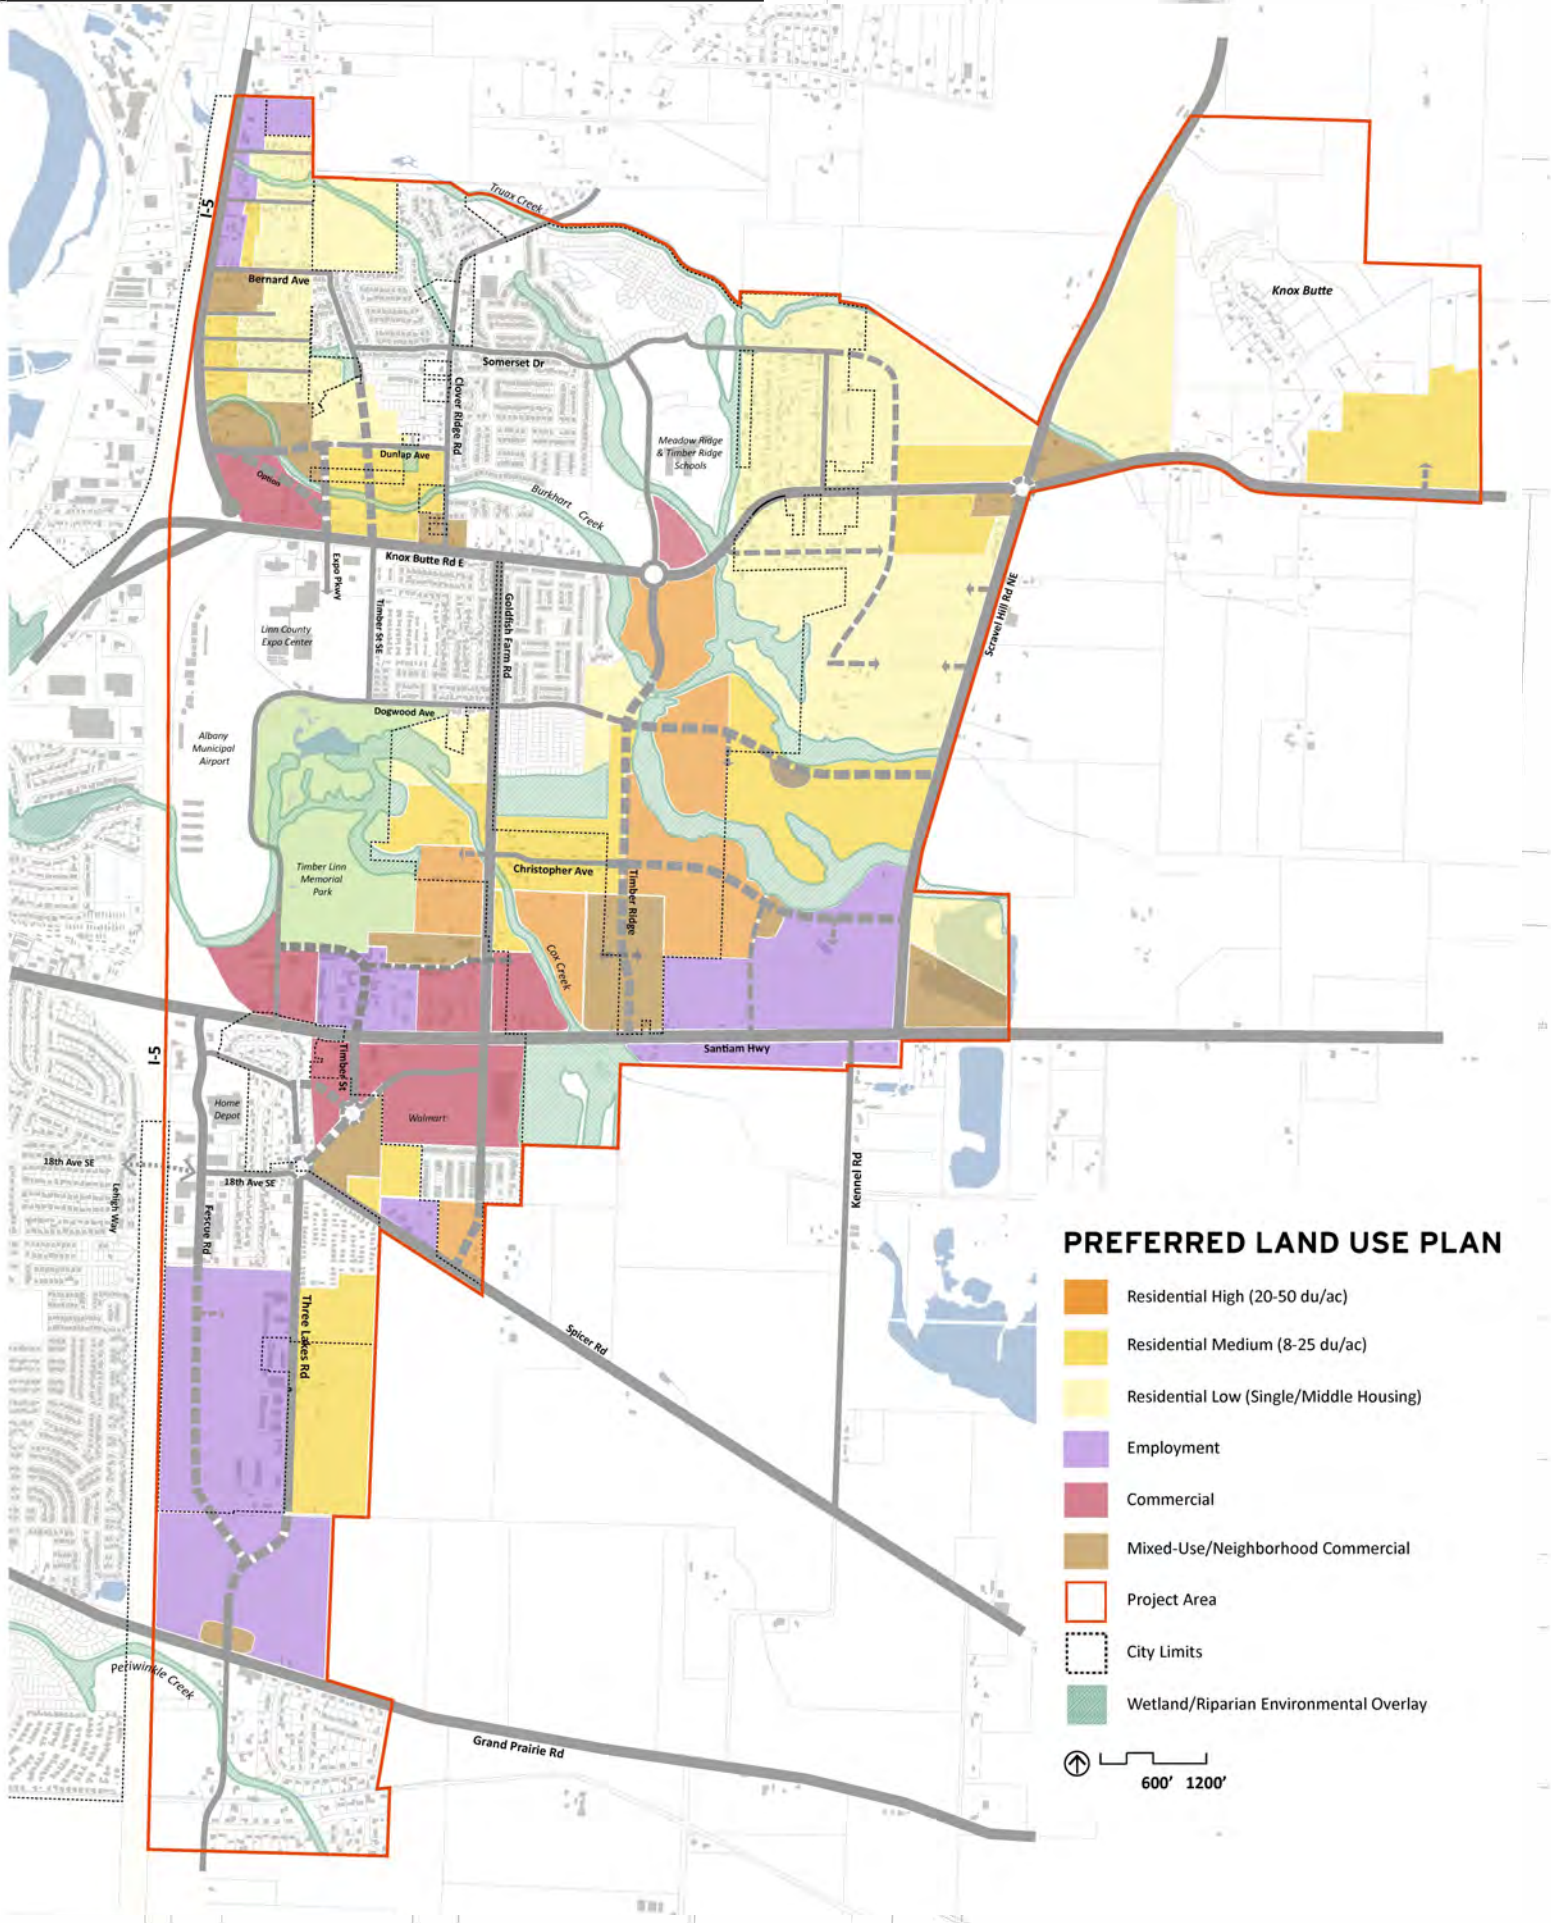 Truax Creek
I-5
Bernard Ave
Knox Butte
Somerset Dr
Clover Ridge Rd
Meadow Ridge
& Timber Ridge
Schools
Dunlap Ave
Option
Burkhart Creek
Knox Butte Rd E
Expo Pkwy
Timber St SE
Goldfish Farm Rd
Scravel Hill Rd NE
Linn County
Expo Center
Dogwood Ave
Albany
Municipal
Airport
Timber Linn
Memorial
Park
Christopher Ave
Timber Ridge
Cox Creek
Santiam Hwy
I-5
Timber St
Home
Depot
Walmart
18th Ave SE
18th Ave SE
Lehigh Way
Fescue Rd
Kennel Rd
Three Lakes Rd
Spicer Rd
Periwinkle Creek
Grand Prairie Rd
PREFERRED LAND USE PLAN
Residential High (20-50 du/ac)
Residential Medium (8-25 du/ac)
Residential Low (Single/Middle Housing)
Employment
Commercial
Mixed-Use/Neighborhood Commercial
Project Area
City Limits
Wetland/Riparian Environmental Overlay
600' 1200'